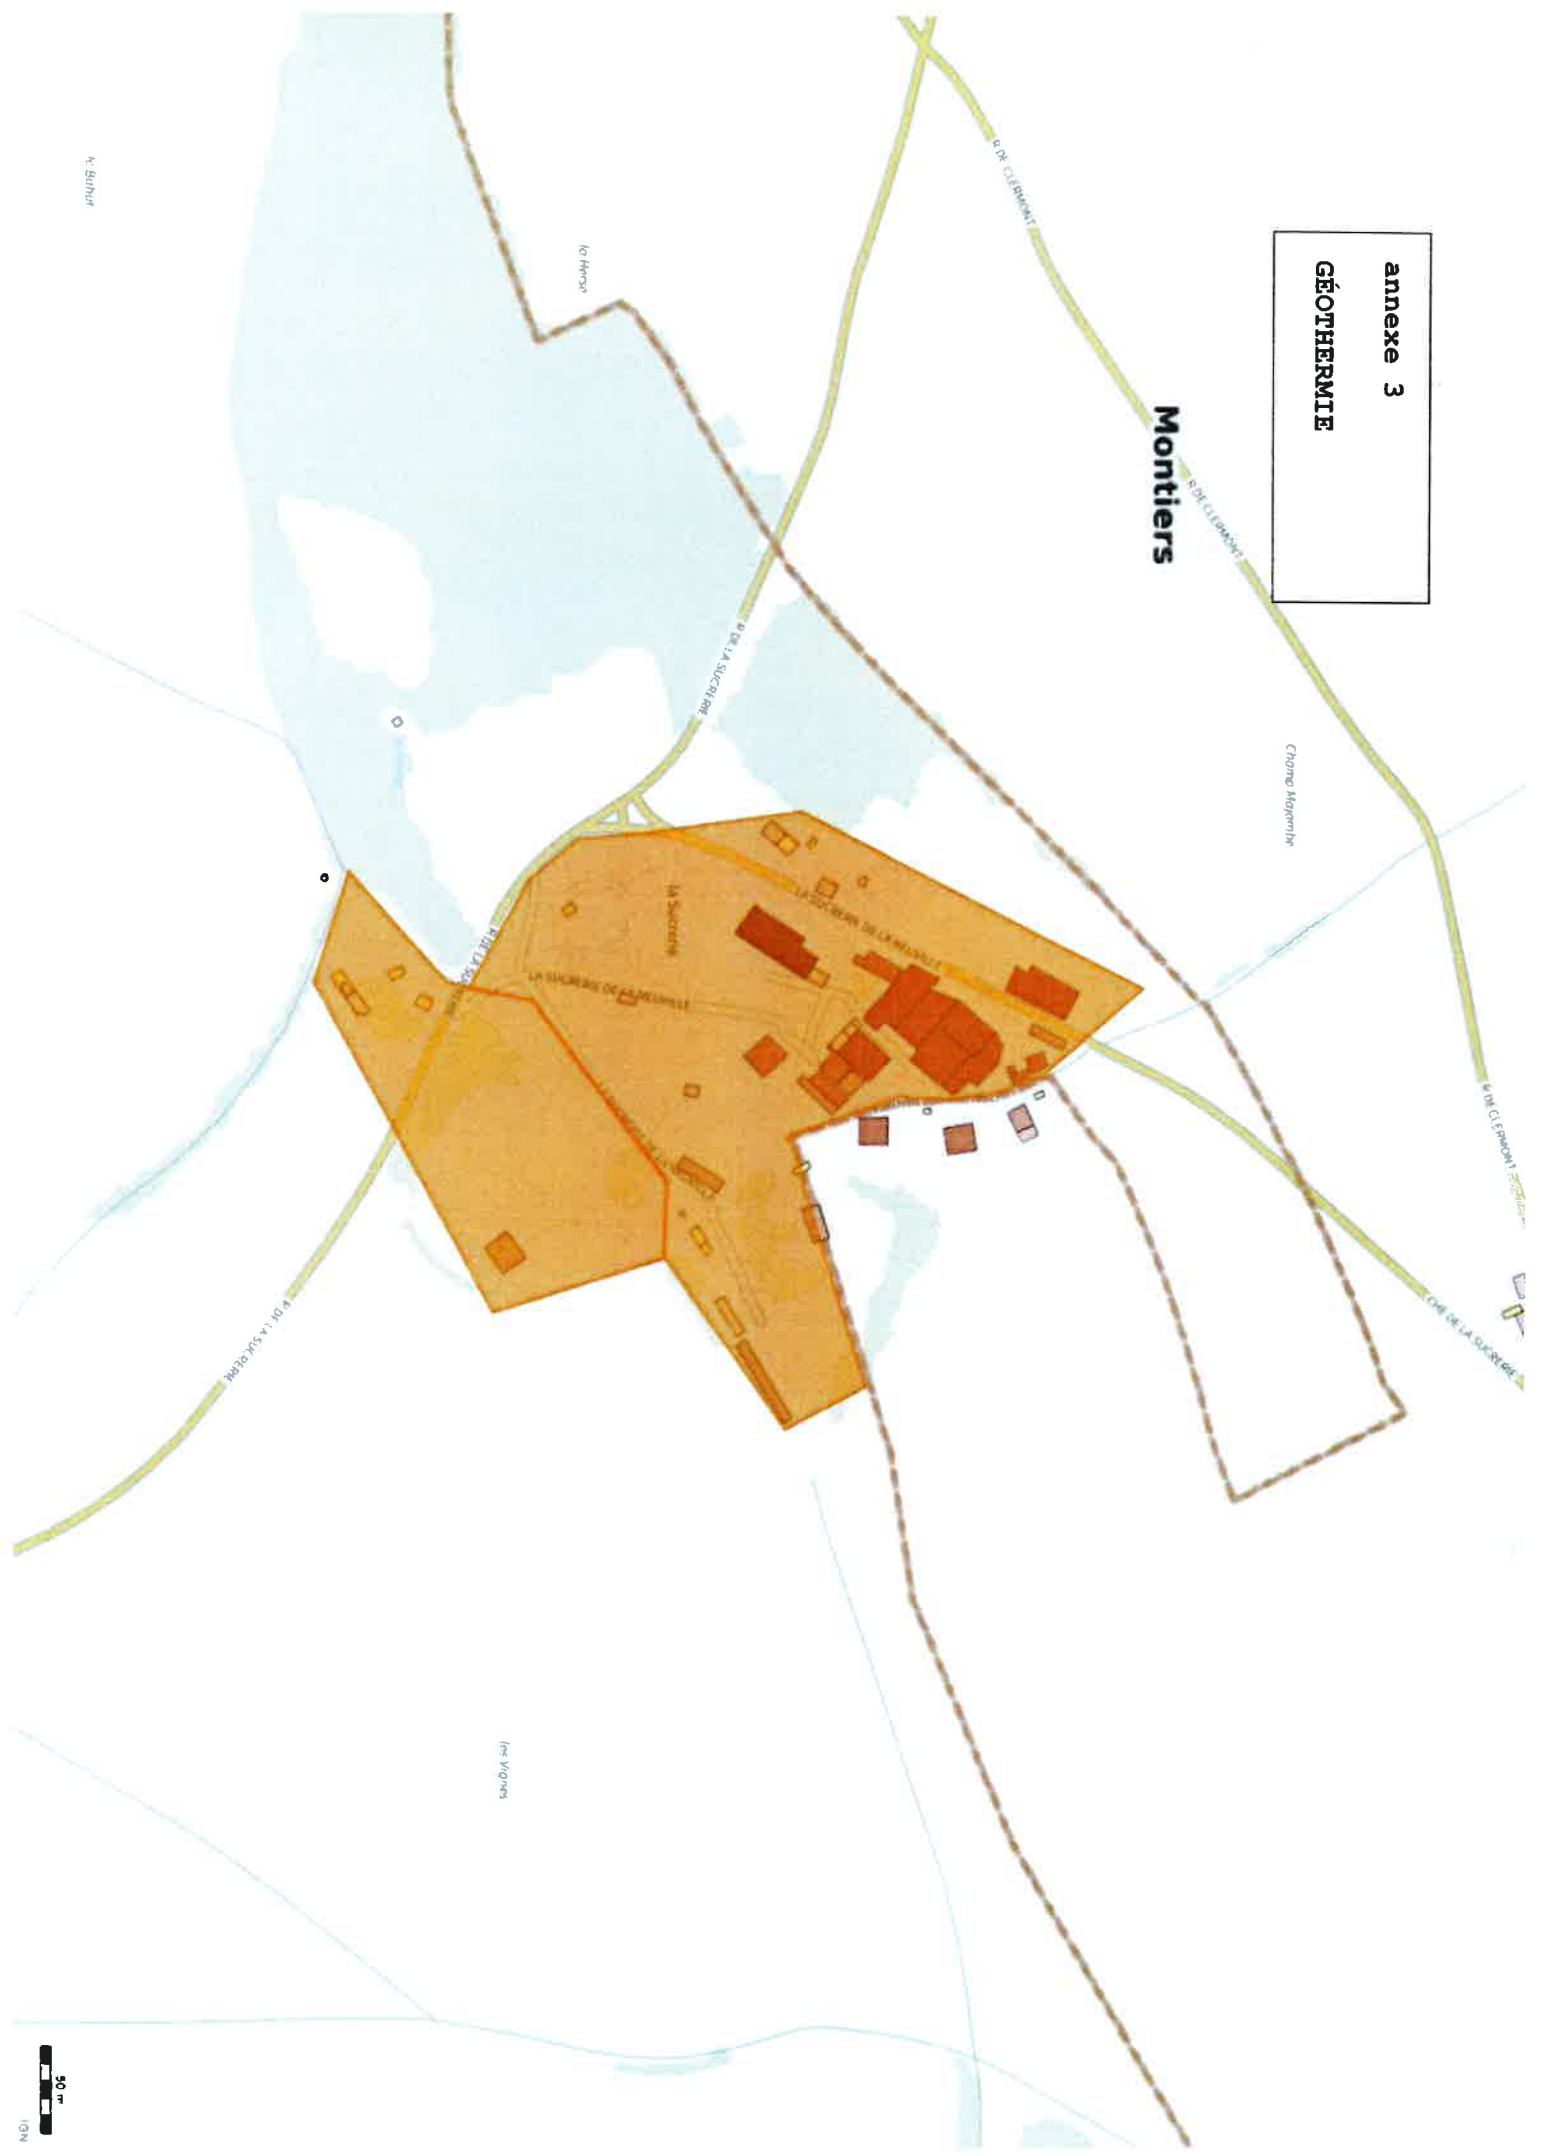 annexe 3
GÉOTHERMIE
Montiers
R DE CLERMONT
R DE CLERMONT
R DE CLERMONT
la Herse
R DE LA SUCRERIE
la Sucrerie
LA SUCRERIE DE LA NEUVILLE
LA SUCRERIE DE LA NEUVILLE
CHE DE LA SUCRERIE
R DE LA SUCRERIE
les Vignes
50 m
IGN